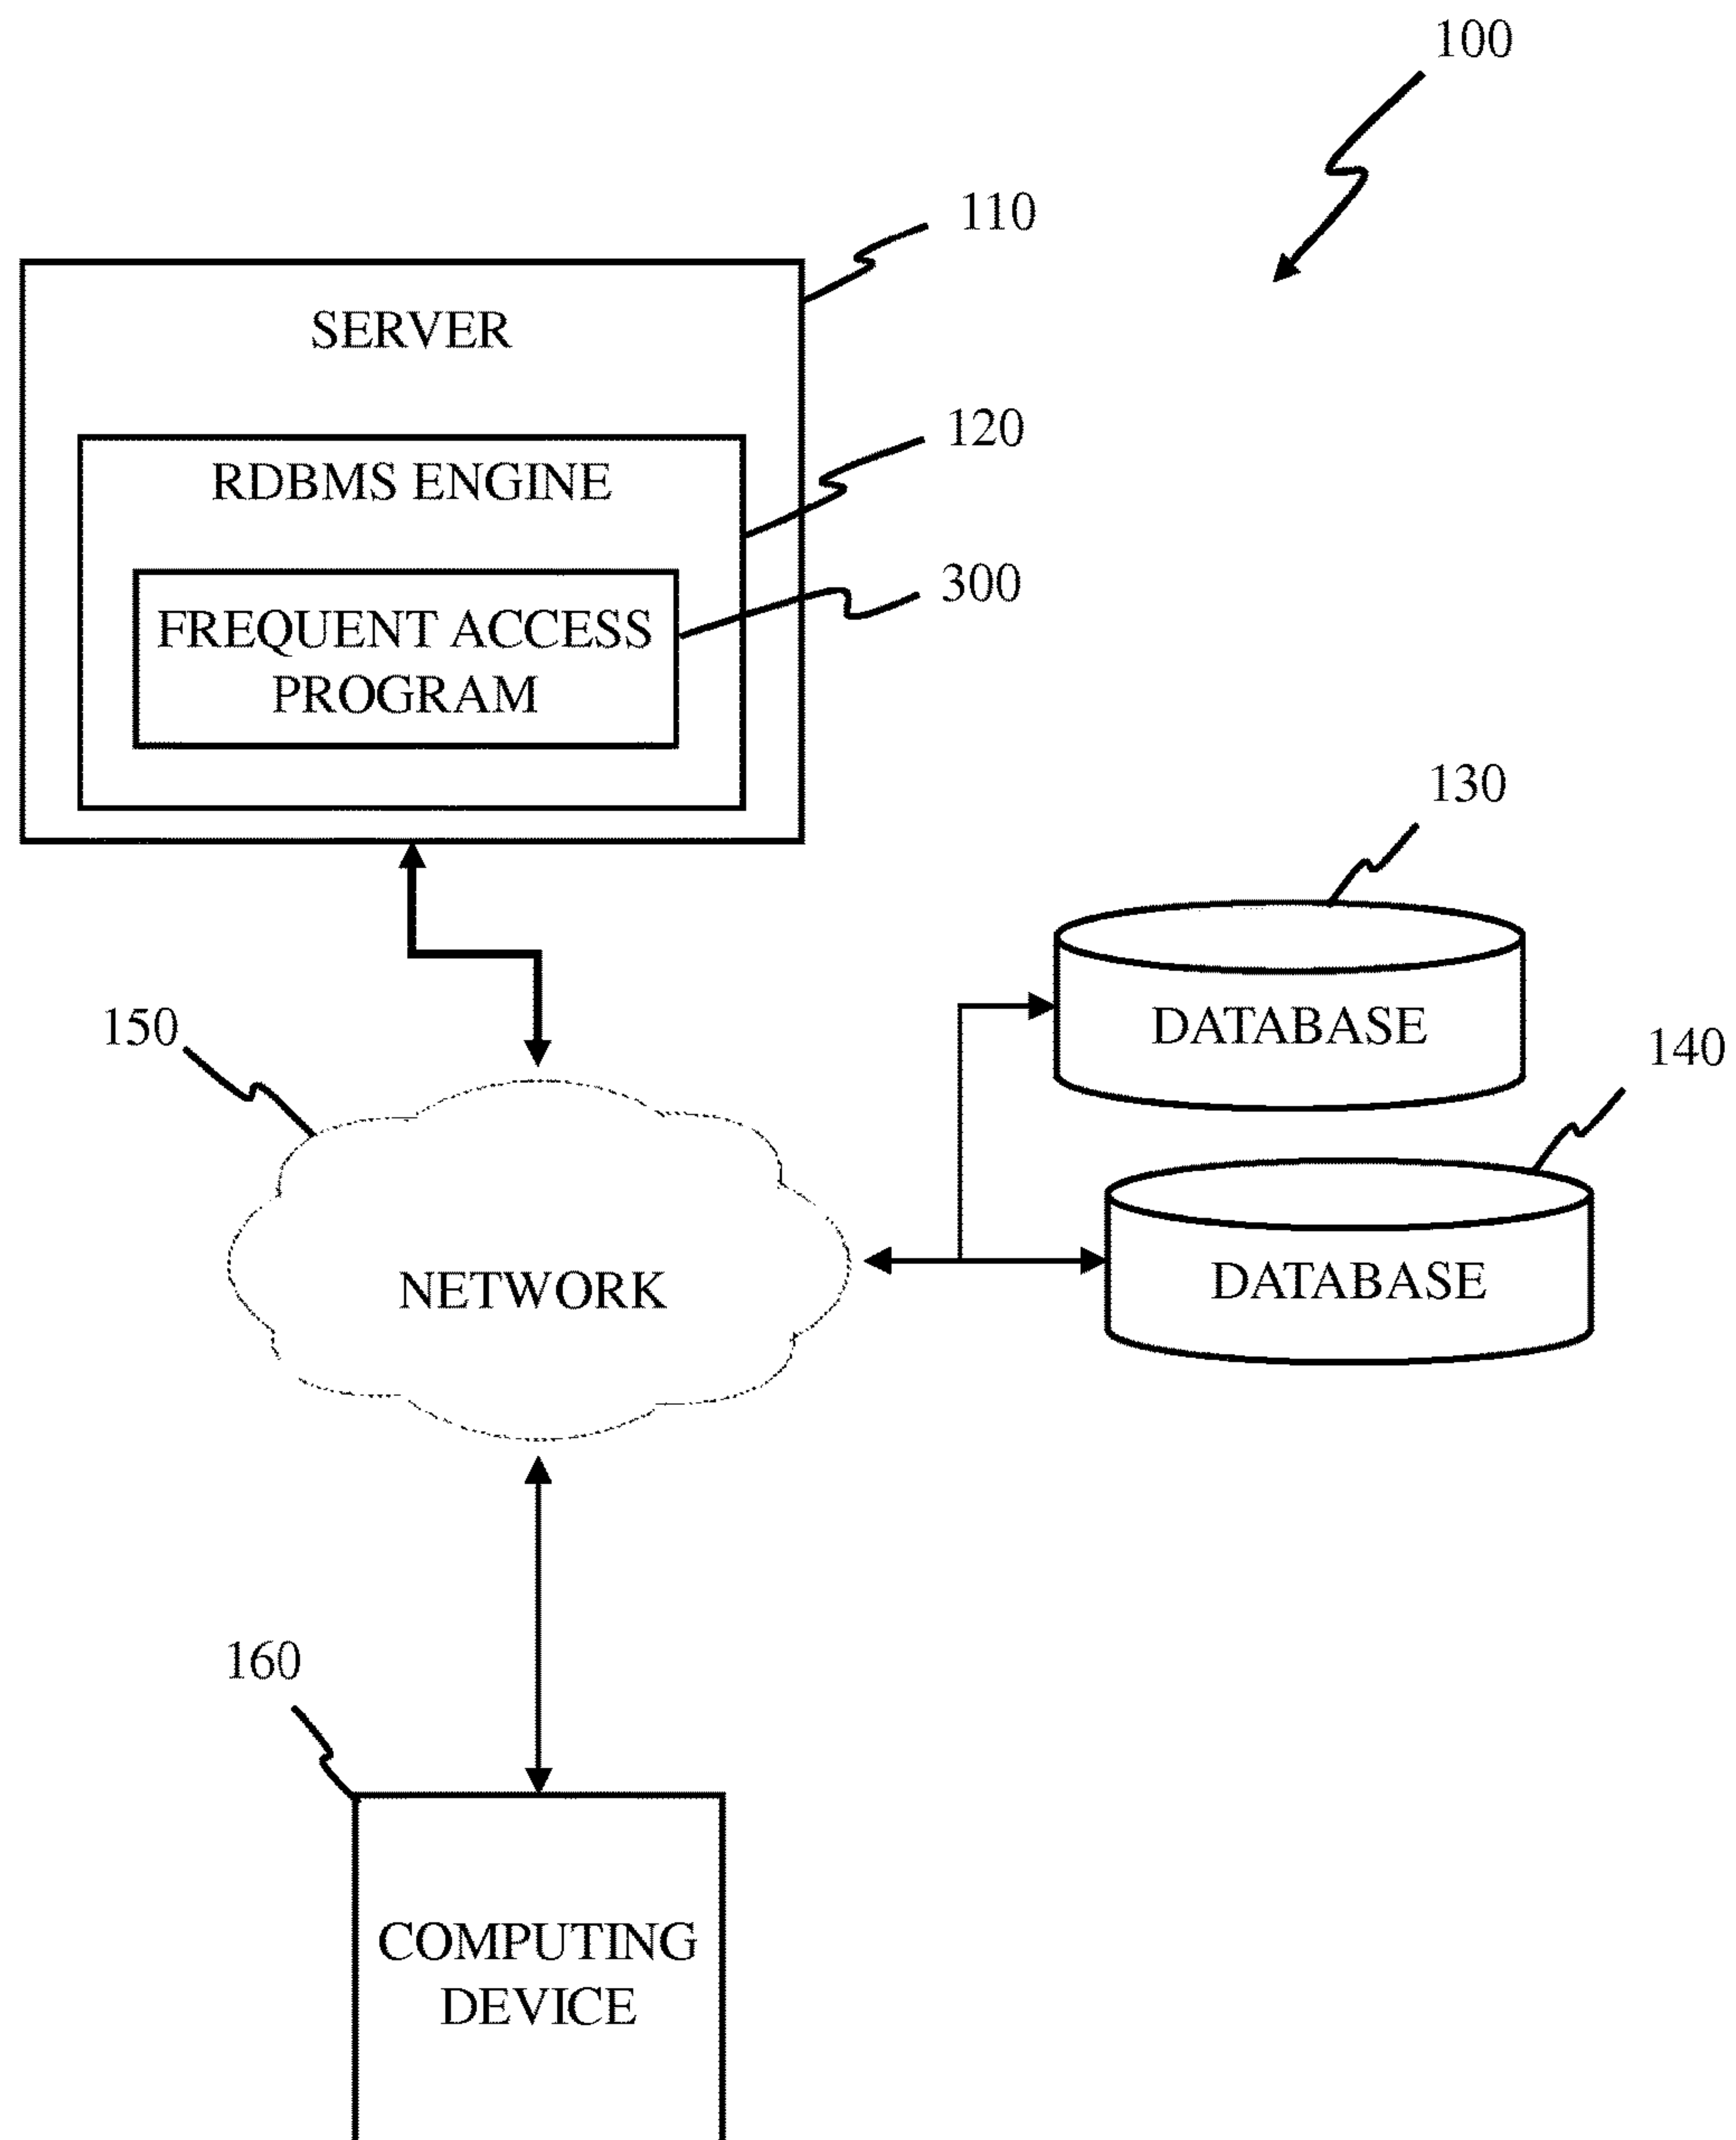 100
110
SERVER
120
RDBMS ENGINE
300
FREQUENT ACCESS
PROGRAM
130
DATABASE
150
140
DATABASE
NETWORK
160
COMPUTING
DEVICE